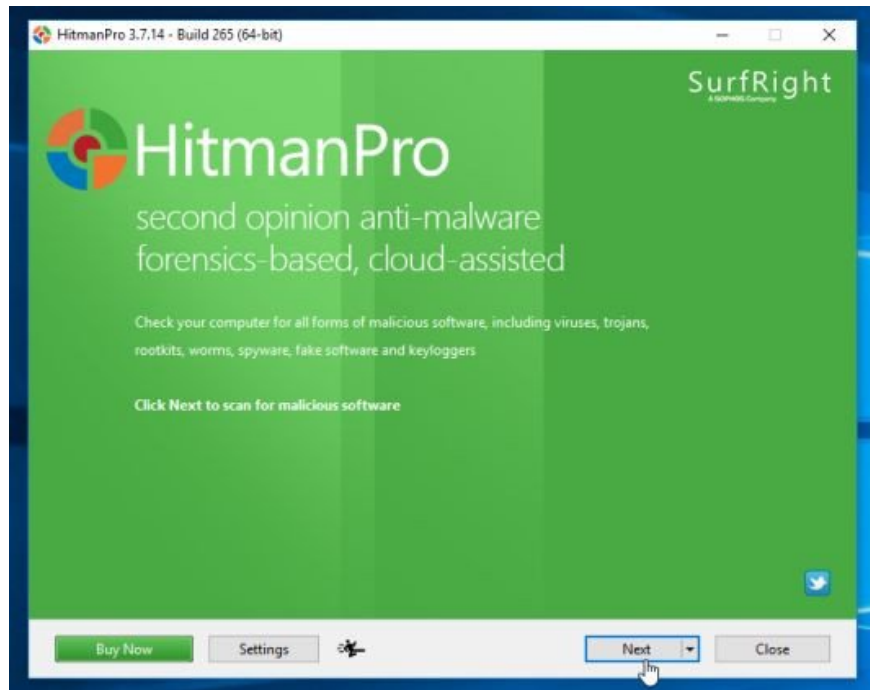 HitmanPro 3.7.14 - Build 265 (64-bit)
SurfRight
A SOPHOS Company
HitmanPro
second opinion anti-malware
forensics-based, cloud-assisted
Check your computer for all forms of malicious software, including viruses, trojans,
rootkits, worms, spyware, fake software and keyloggers
Click Next to scan for malicious software
Buy Now
Settings
Next
Close